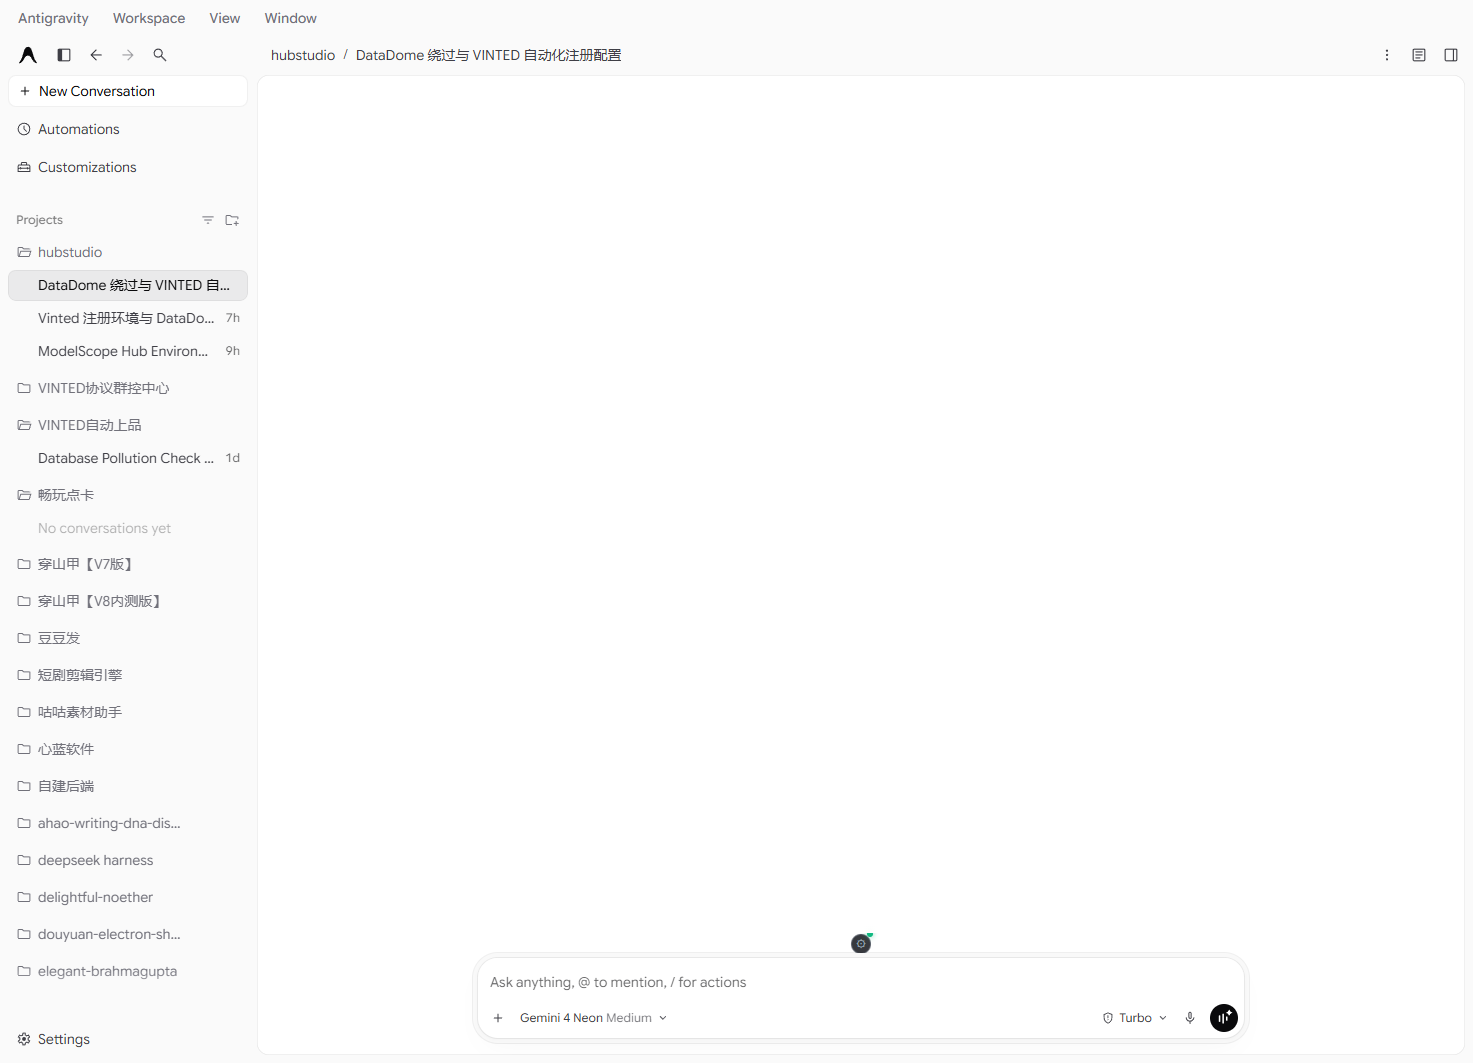 Antigravity Workspace View Window
hubstudio / DataDome 绕过与 VINTED 自动化注册配置
New Conversation
Automations
Customizations
Projects
hubstudio
DataDome 绕过与 VINTED 自...
Vinted 注册环境与 DataDo... 7h
ModelScope Hub Environ... 9h
VINTED协议群控中心
VINTED自动上品
Database Pollution Check ... 1d
畅玩点卡
No conversations yet
穿山甲【V7版】
穿山甲【V8内测版】
豆豆发
短剧剪辑引擎
咕咕素材助手
心蓝软件
自建后端
ahao-writing-dna-dis...
deepseek harness
delightful-noether
douyuan-electron-sh...
elegant-brahmagupta
Settings
Ask anything, @ to mention, / for actions
Gemini 4 Neon Medium
Turbo